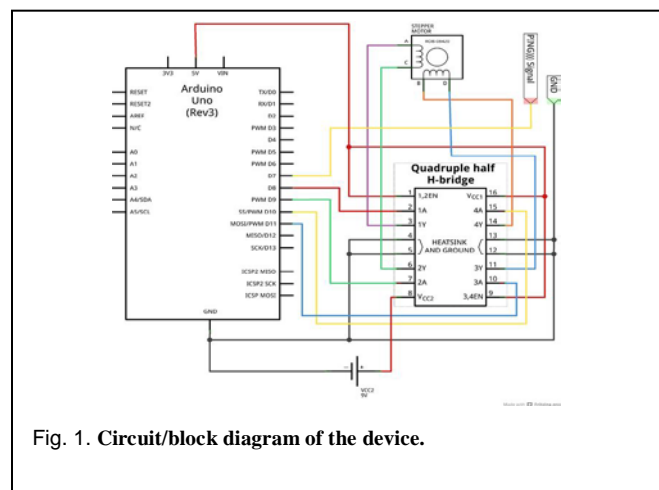 STEPPER
MOTOR
A
C
B
D
PING))) Signal
GND
3V3
5V
VIN
Arduino
Uno
(Rev3)
RESET
RESET2
AREF
N/C
A0
A1
A2
A3
A4/SDA
A5/SCL
TX/D0
RX/D1
D2
PWM D3
D4
PWM D5
PWM D6
D7
D8
PWM D9
SS/PWM D10
MOSI/PWM D11
MISO/D12
SCK/D13
ICSP2 MISO
ICSP2 SCK
ICSP MOSI
GND
Quadruple half
H-bridge
1 1,2EN VCC1 16
2 1A 4A 15
3 1Y 4Y 14
4 HEATSINK 13
5 AND GROUND 12
6 2Y 3Y 11
7 2A 3A 10
8 VCC2 3,4EN 9
VCC2
9V
Fig. 1. Circuit/block diagram of the device.